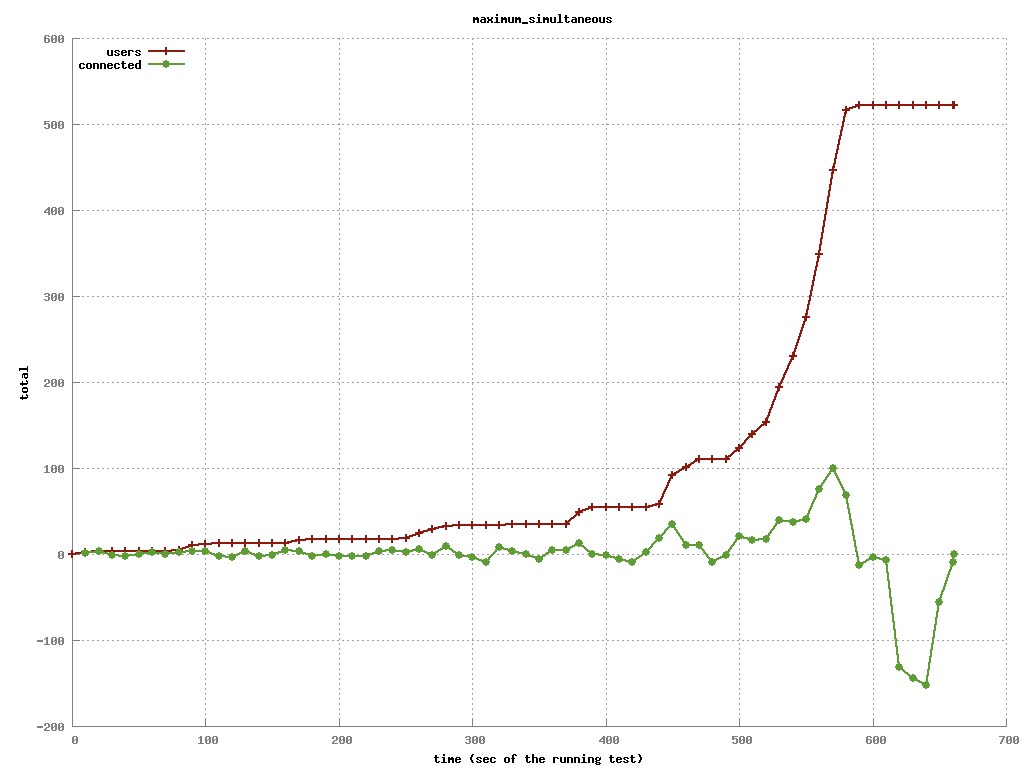 maximum_simultaneous
600
users
connected
500
400
300
200
total
100
0
-100
-200
0 100 200 300 400 500 600 700
time (sec of the running test)